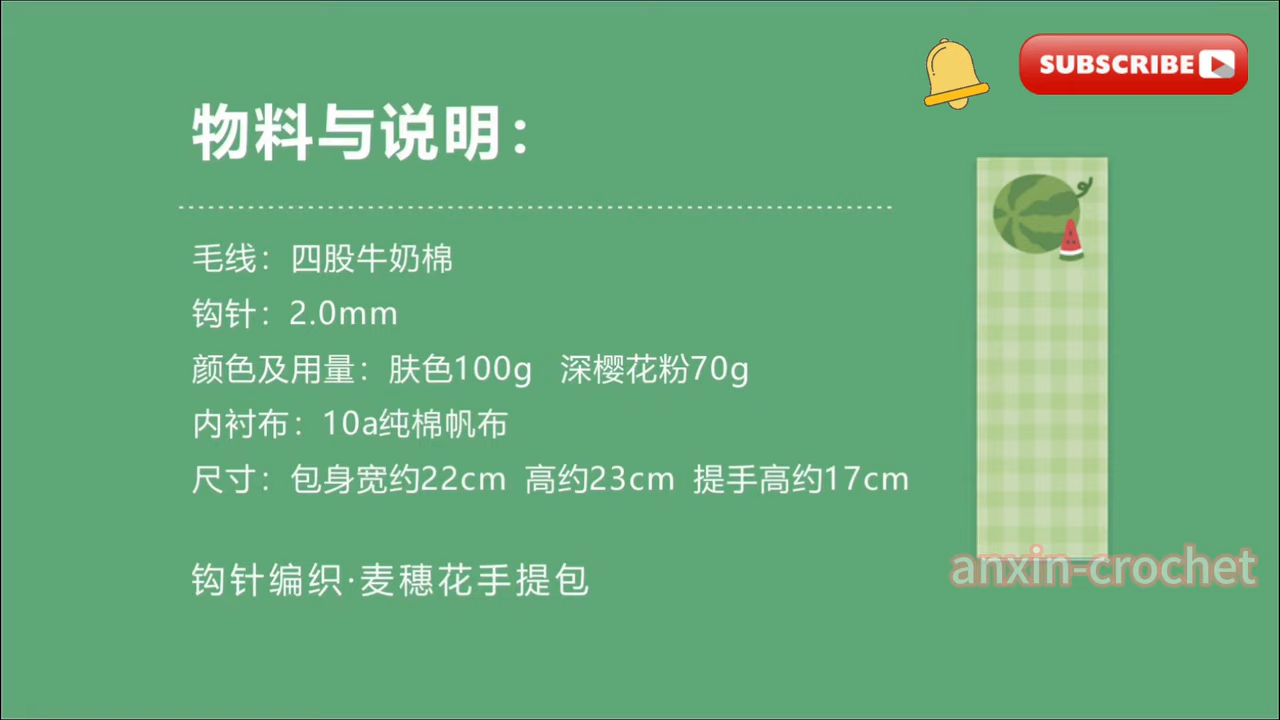 SUBSCRIBE
物料与说明：
毛线：四股牛奶棉
钩针：2.0mm
颜色及用量：肤色100g 深樱花粉70g
内衬布：10a纯棉帆布
尺寸：包身宽约22cm 高约23cm 提手高约17cm
anxin-crochet
钩针编织·麦穗花手提包